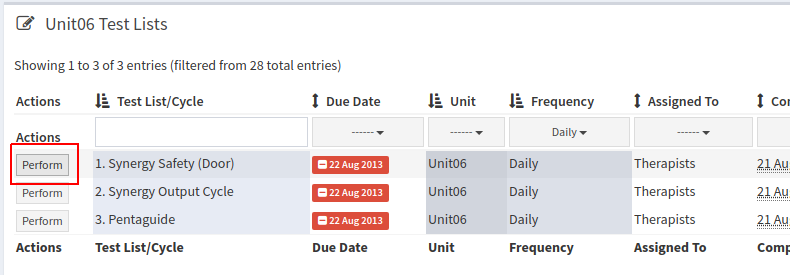 Unit06 Test Lists
Showing 1 to 3 of 3 entries (filtered from 28 total entries)
Actions Test List/Cycle Due Date Unit Frequency Assigned To Con
Actions ------ ------ Daily ------
Perform 1. Synergy Safety (Door) 22 Aug 2013 Unit06 Daily Therapists 21 Au
Perform 2. Synergy Output Cycle 22 Aug 2013 Unit06 Daily Therapists 21 Au
Perform 3. Pentaguide 22 Aug 2013 Unit06 Daily Therapists 21 Au
Actions Test List/Cycle Due Date Unit Frequency Assigned To Comp